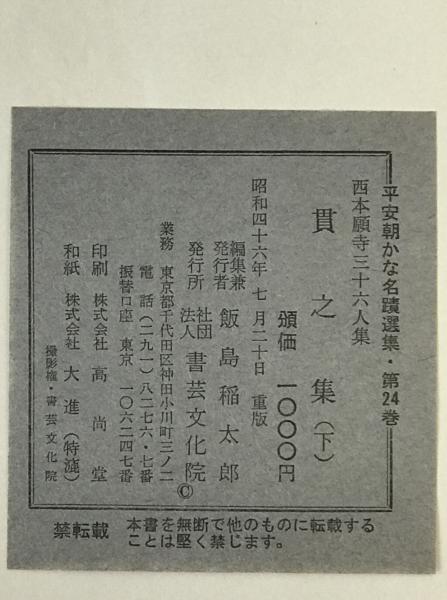 平安朝かな名蹟選集・第24巻
西本願寺三十六人集
貫之集(下)
頒価 一〇〇〇円
昭和四十六年 七月二十日 重版
編集兼発行者 飯島稲太郎
発行所 社団法人 書芸文化院 ©
業務 東京都千代田区神田小川町三ノ二
電話(二九一)八二七六・七番
振替口座 東京 一〇六二四七番
印刷 株式会社 高尚堂
和紙 株式会社 大進(特漉)
撮影権・書芸文化院
禁転載 本書を無断で他のものに転載する
ことは堅く禁じます。